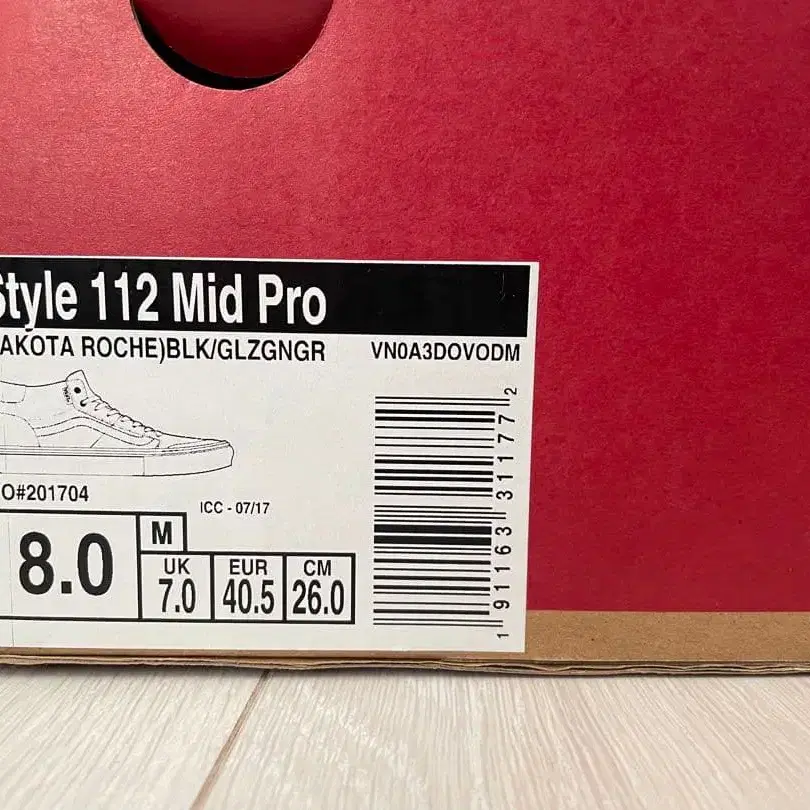 Style 112 Mid Pro
AKOTA ROCHE)BLK/GLZGNGR VN0A3DOVODM
O#201704
ICC - 07/17
8.0 M
UK EUR CM
7.0 40.5 26.0
1 91163 31177 2